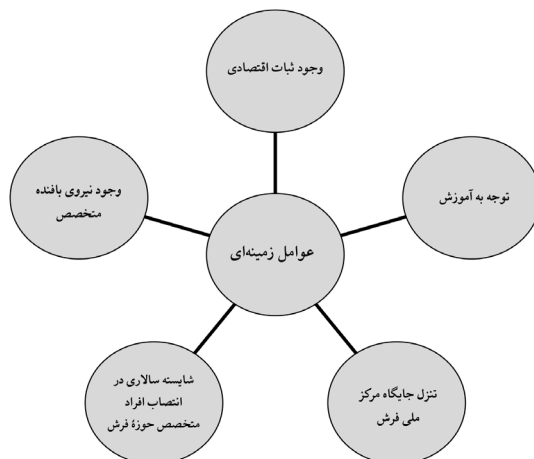 وجود ثبات اقتصادی
توجه به آموزش
وجود نیروی بافنده
متخصص
عوامل زمینه‌ای
شایسته سالاری در
انتصاب افراد
متخصص حوزۀ فرش
تنزل جایگاه مرکز
ملی فرش